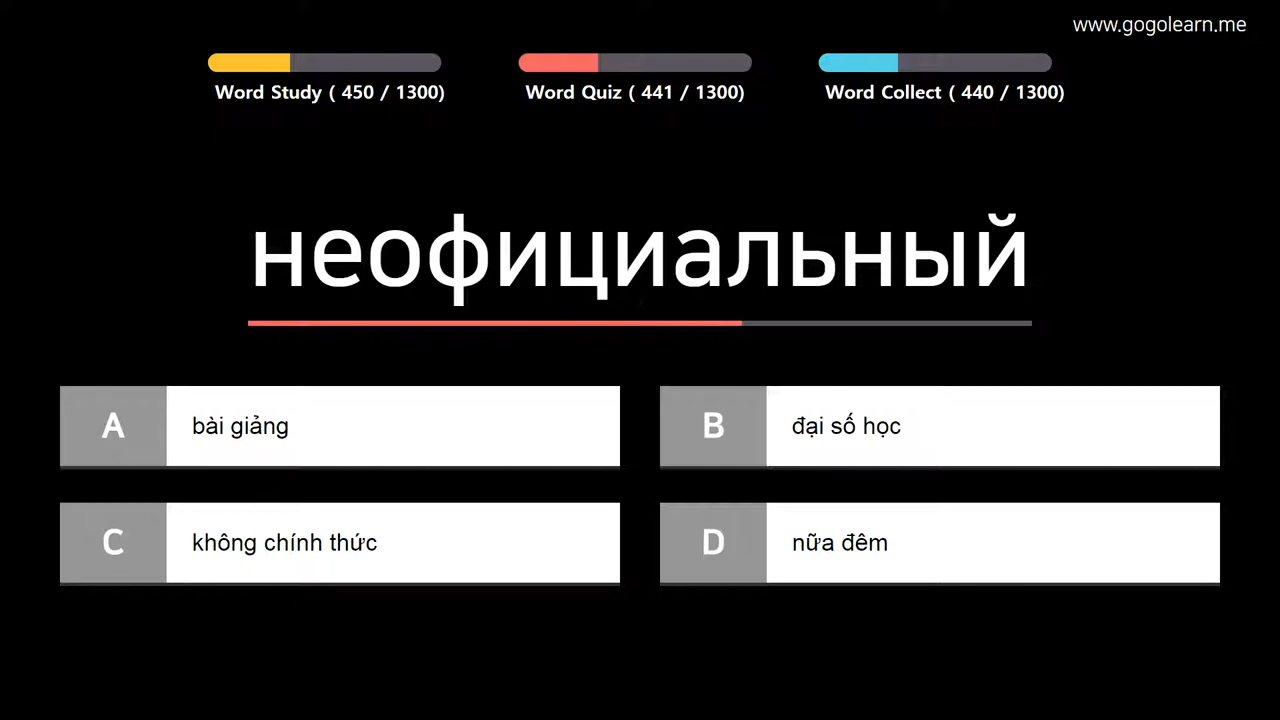 www.gogolearn.me
Word Study ( 450 / 1300)
Word Quiz ( 441 / 1300)
Word Collect ( 440 / 1300)
неофициальный
A bài giảng
B đại số học
C không chính thức
D nữa đêm